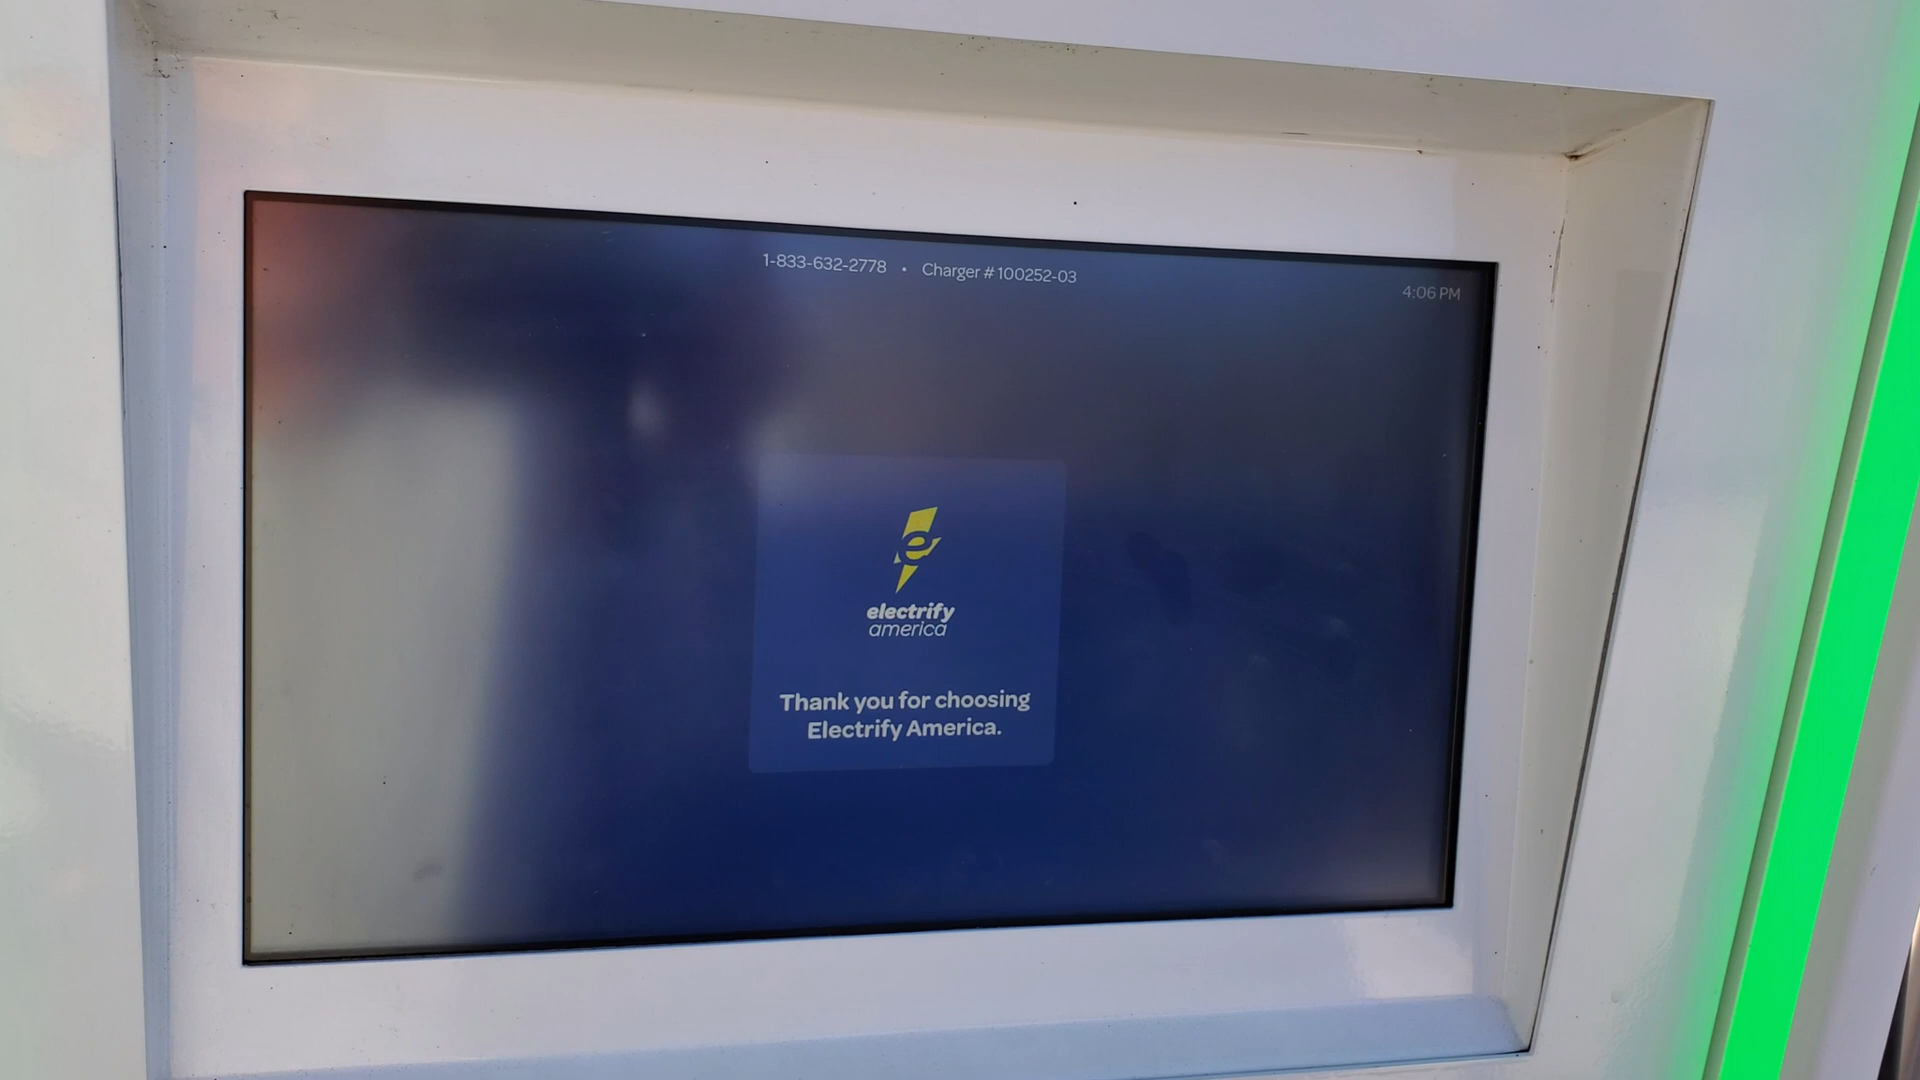 1-833-632-2778 • Charger # 100252-03
4:06 PM
electrify
america
Thank you for choosing
Electrify America.